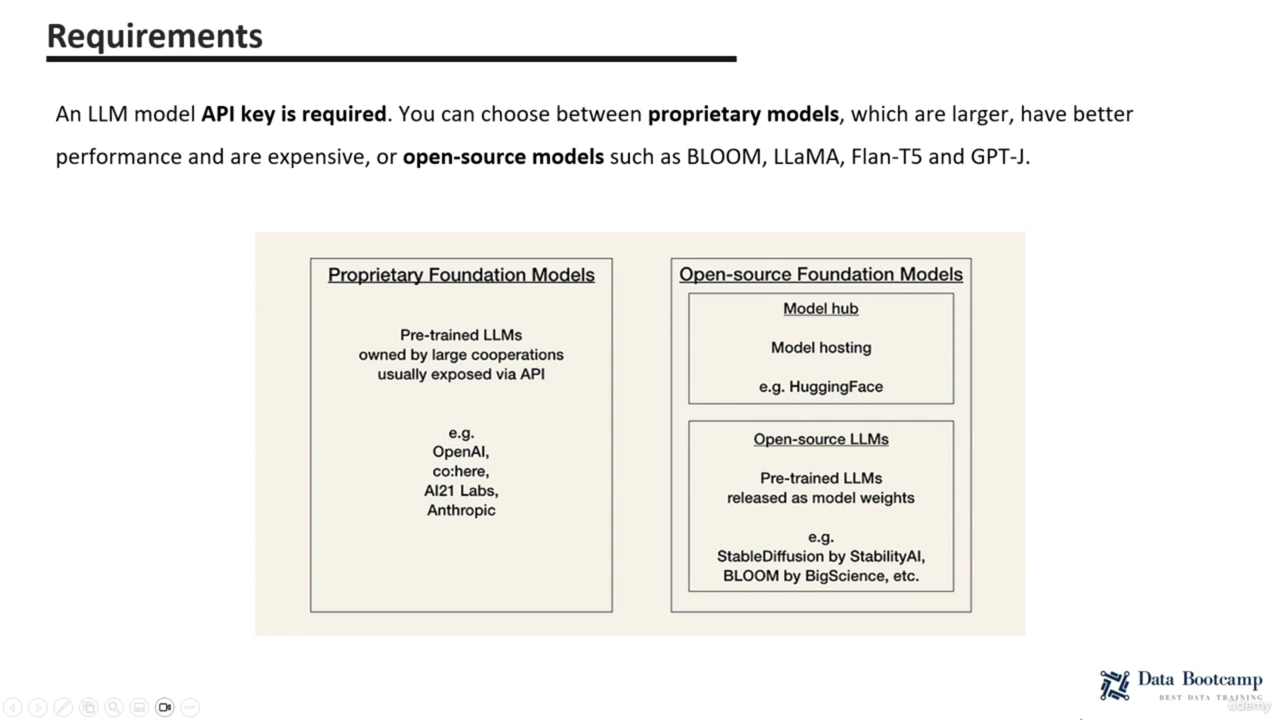 Requirements
An LLM model API key is required. You can choose between proprietary models, which are larger, have better
performance and are expensive, or open-source models such as BLOOM, LLaMA, Flan-T5 and GPT-J.
Proprietary Foundation Models
Pre-trained LLMs
owned by large cooperations
usually exposed via API
e.g.
OpenAI,
co:here,
AI21 Labs,
Anthropic
Open-source Foundation Models
Model hub
Model hosting
e.g. HuggingFace
Open-source LLMs
Pre-trained LLMs
released as model weights
e.g.
StableDiffusion by StabilityAI,
BLOOM by BigScience, etc.
Data Bootcamp
BEST DATA TRAINING
udemy